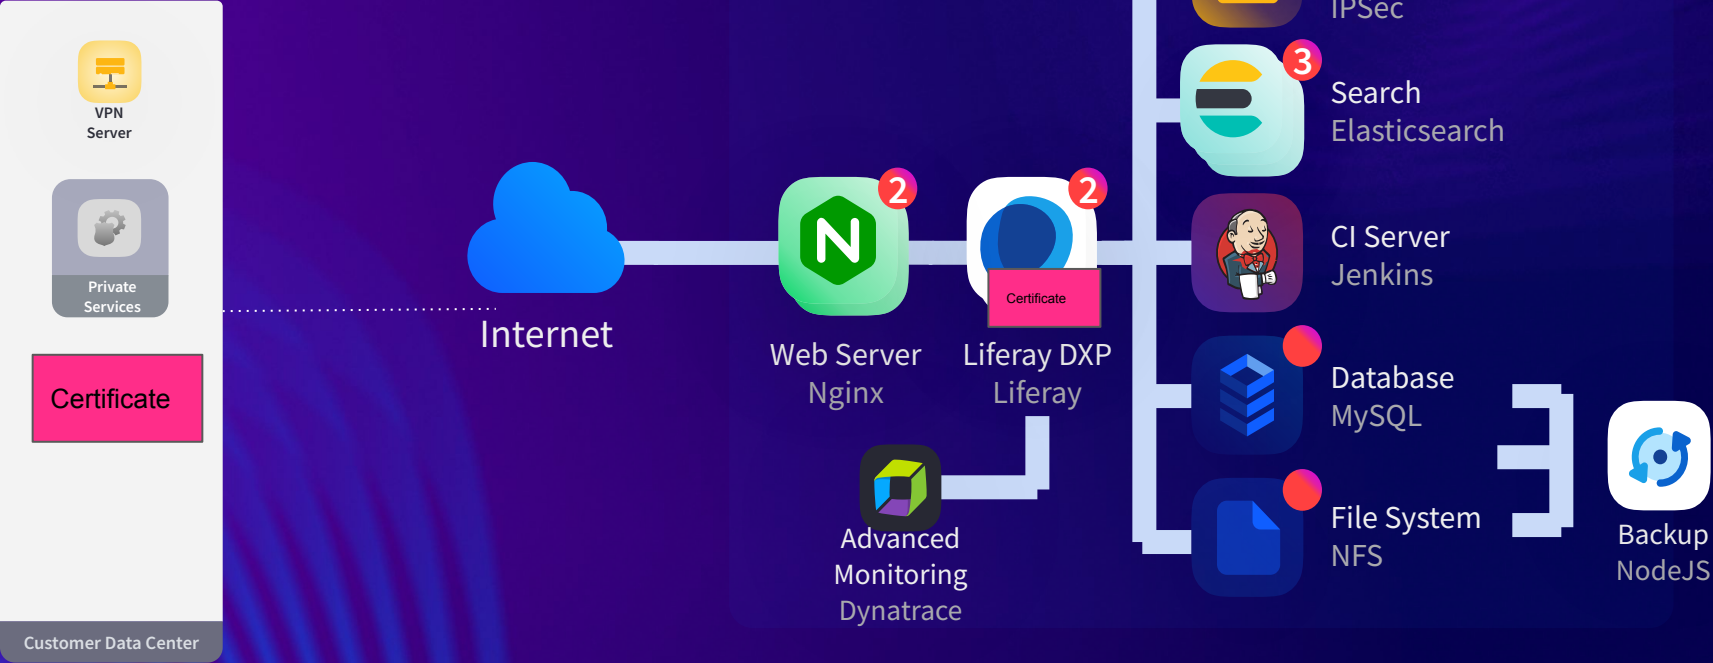 VPN
Server
Private
Services
Certificate
Customer Data Center
Internet
2
Web Server
Nginx
2
Certificate
Liferay DXP
Liferay
Advanced
Monitoring
Dynatrace
IPSec
3
Search
Elasticsearch
CI Server
Jenkins
Database
MySQL
File System
NFS
Backup
NodeJS